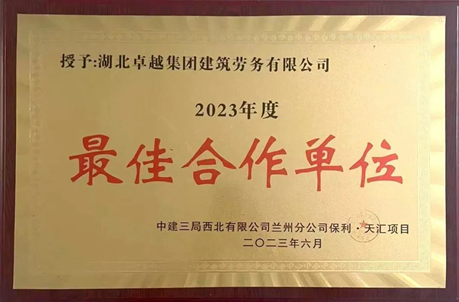 授予:湖北卓越集团建筑劳务有限公司
2023年度
最佳合作单位
中建三局西北有限公司兰州分公司保利·天汇项目
二〇二三年六月